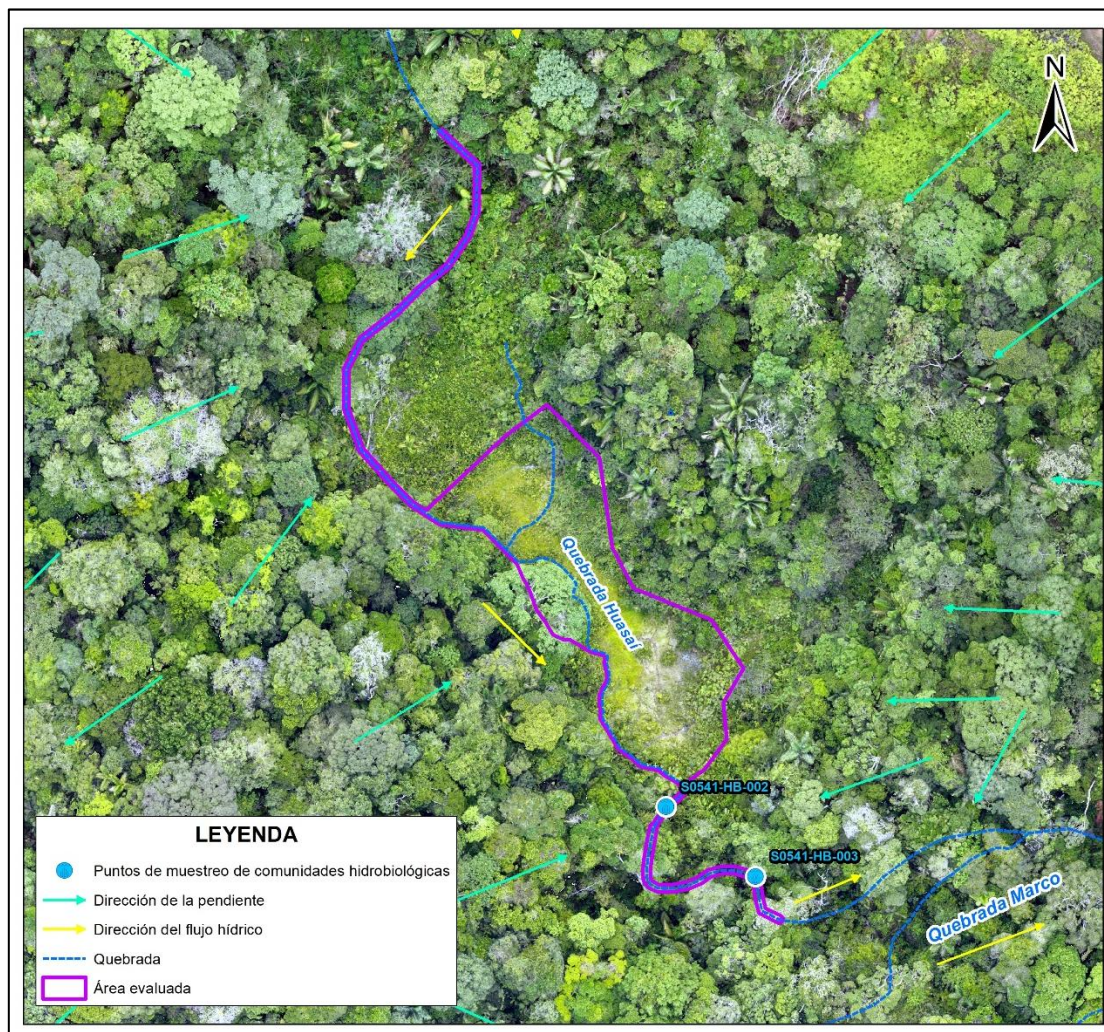 N
Quebrada Huasaí
S0541-HB-002
S0541-HB-003
Quebrada Marco
LEYENDA
Puntos de muestreo de comunidades hidrobiológicas
Dirección de la pendiente
Dirección del flujo hídrico
Quebrada
Área evaluada